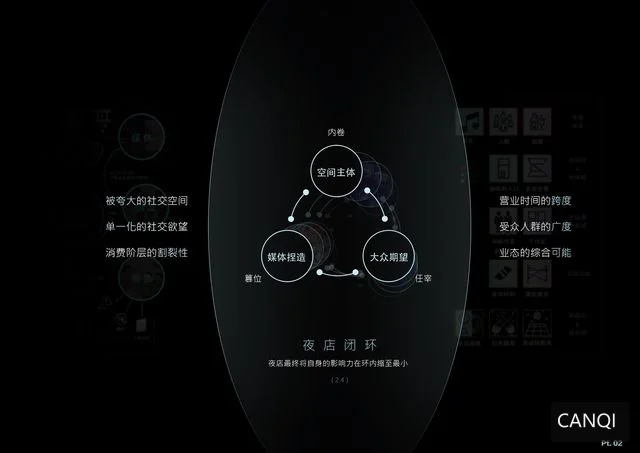 内卷
空间主体
被夸大的社交空间
单一化的社交欲望
消费阶层的割裂性
营业时间的跨度
受众人群的广度
业态的综合可能
媒体捏造
大众期望
篡位
任宰
夜店闭环
夜店最终将自身的影响力在环内缩至最小
(2.4)
CANQI
Pt. 02